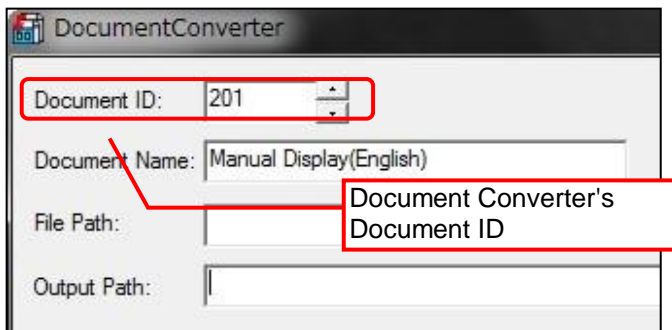 DocumentConverter
Document ID: 201
Document Name: Manual Display(English)
Document Converter's
Document ID
File Path:
Output Path: